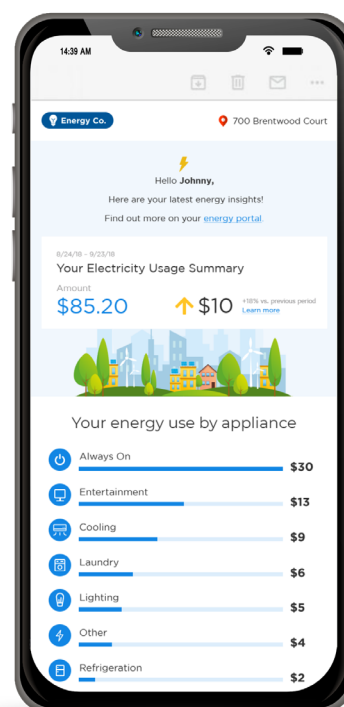 14:39 AM
Energy Co.
700 Brentwood Court
Hello Johnny,
Here are your latest energy insights!
Find out more on your energy portal.
8/24/18 - 9/23/18
Your Electricity Usage Summary
Amount
$85.20
$10
+18% vs. previous period
Learn more
Your energy use by appliance
Always On
$30
Entertainment
$13
Cooling
$9
Laundry
$6
Lighting
$5
Other
$4
Refrigeration
$2